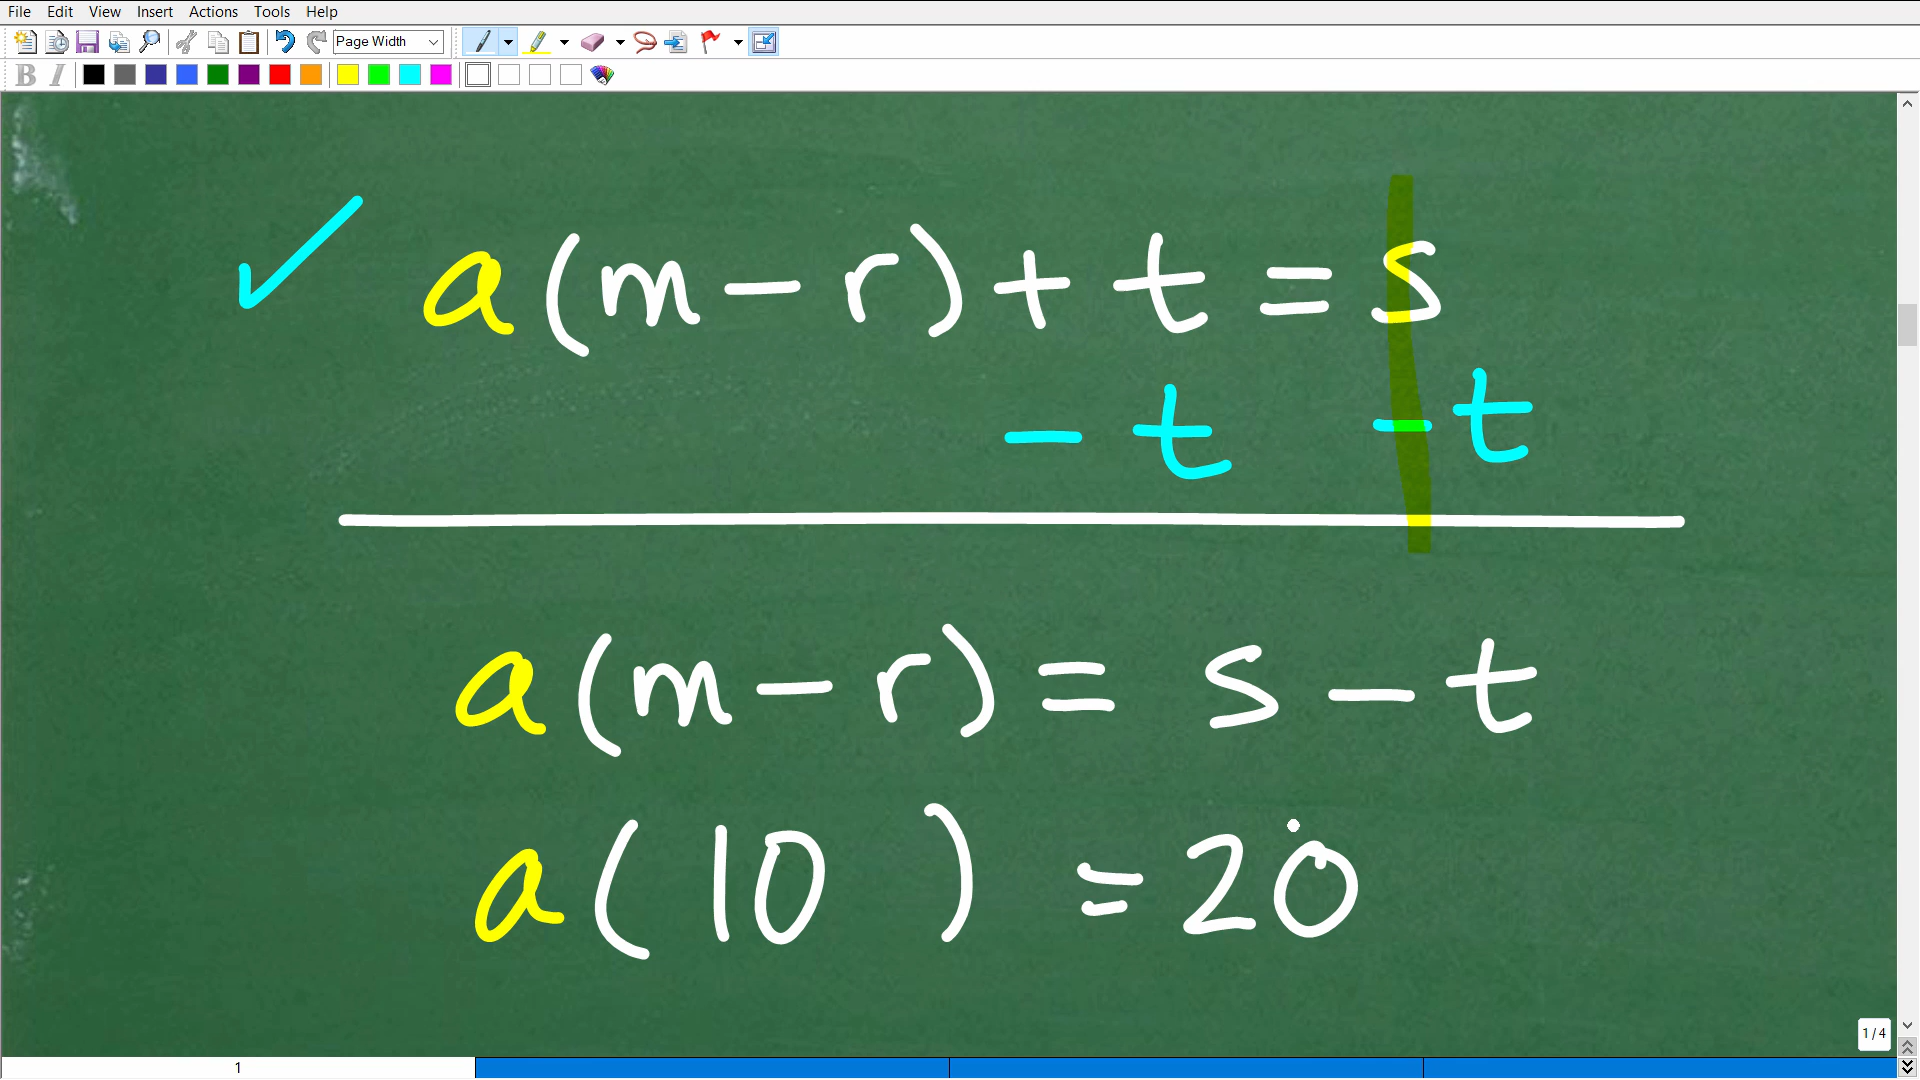 File Edit View Insert Actions Tools Help
Page Width
B I
a(m – r) + t = s
– t – t
a(m – r) = s – t
a( 10 ) = 20
1 / 4
1